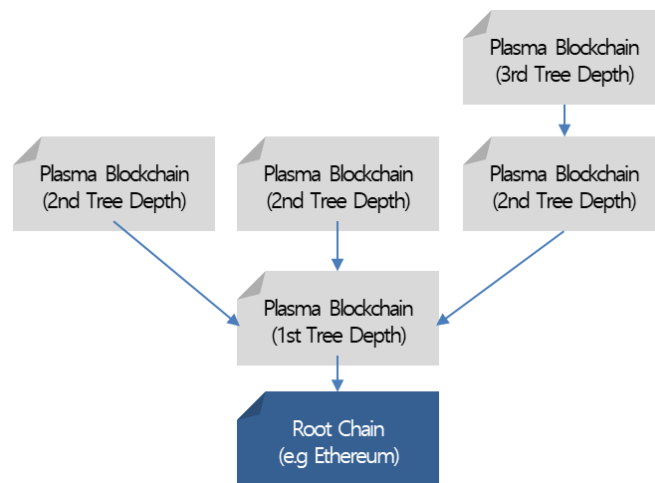 Plasma Blockchain
(3rd Tree Depth)
Plasma Blockchain
(2nd Tree Depth)
Plasma Blockchain
(2nd Tree Depth)
Plasma Blockchain
(2nd Tree Depth)
Plasma Blockchain
(1st Tree Depth)
Root Chain
(e.g Ethereum)